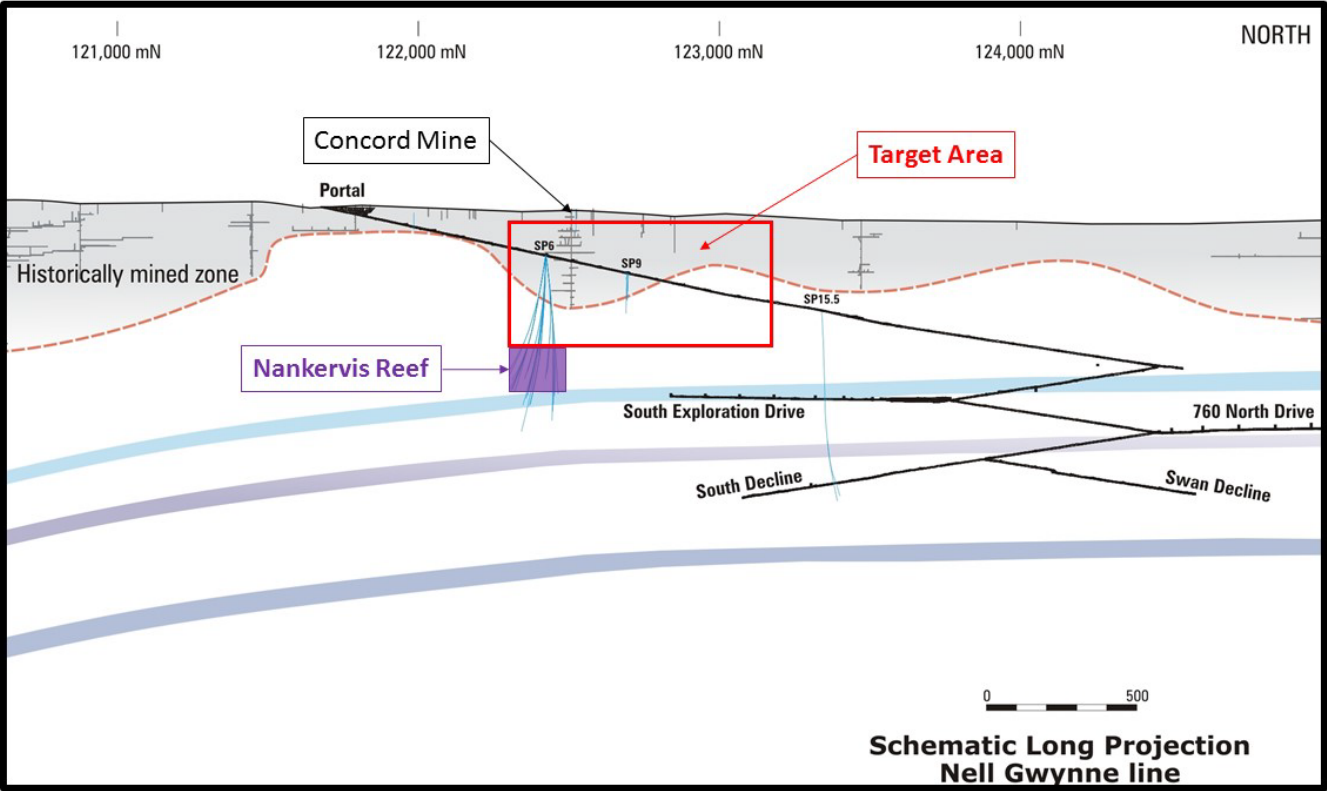 NORTH
121,000 mN
122,000 mN
123,000 mN
124,000 mN
Concord Mine
Target Area
Portal
SP6
SP9
Historically mined zone
SP15.5
Nankervis Reef
South Exploration Drive
760 North Drive
South Decline
Swan Decline
0
500
Schematic Long Projection
Nell Gwynne line